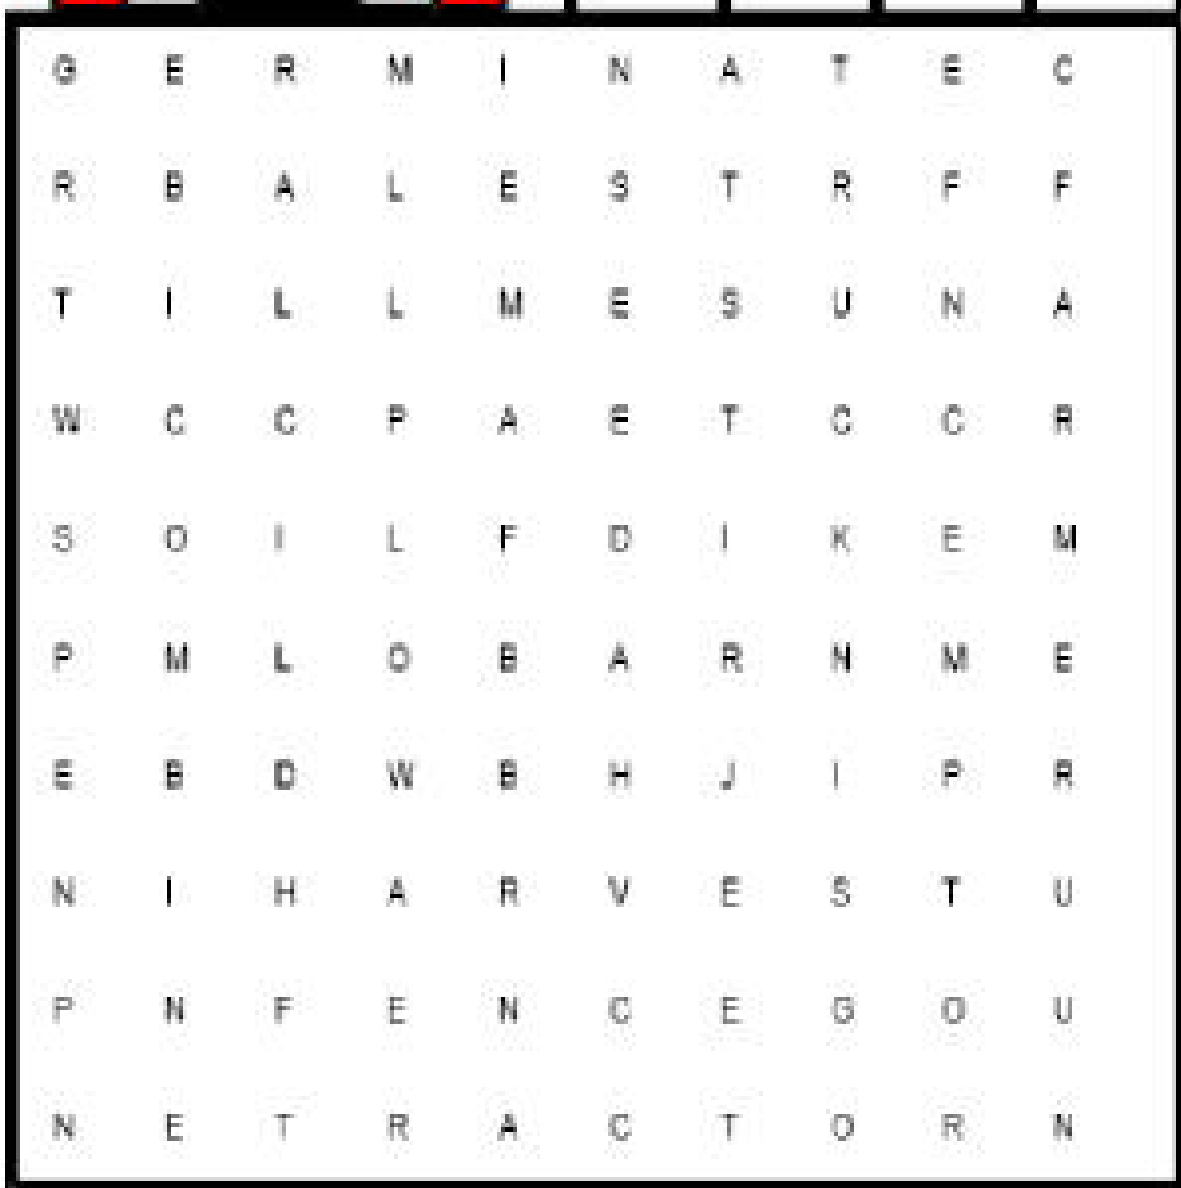 G E R M I N A T E C
R B A L E S T R F F
T I L L M E S U N A
W C C P A E T C C R
S O I L F D I K E M
P M L O B A R N M E
E B D W B H J I P R
N I H A R V E S T U
P N F E N C E G O U
N E T R A C T O R N